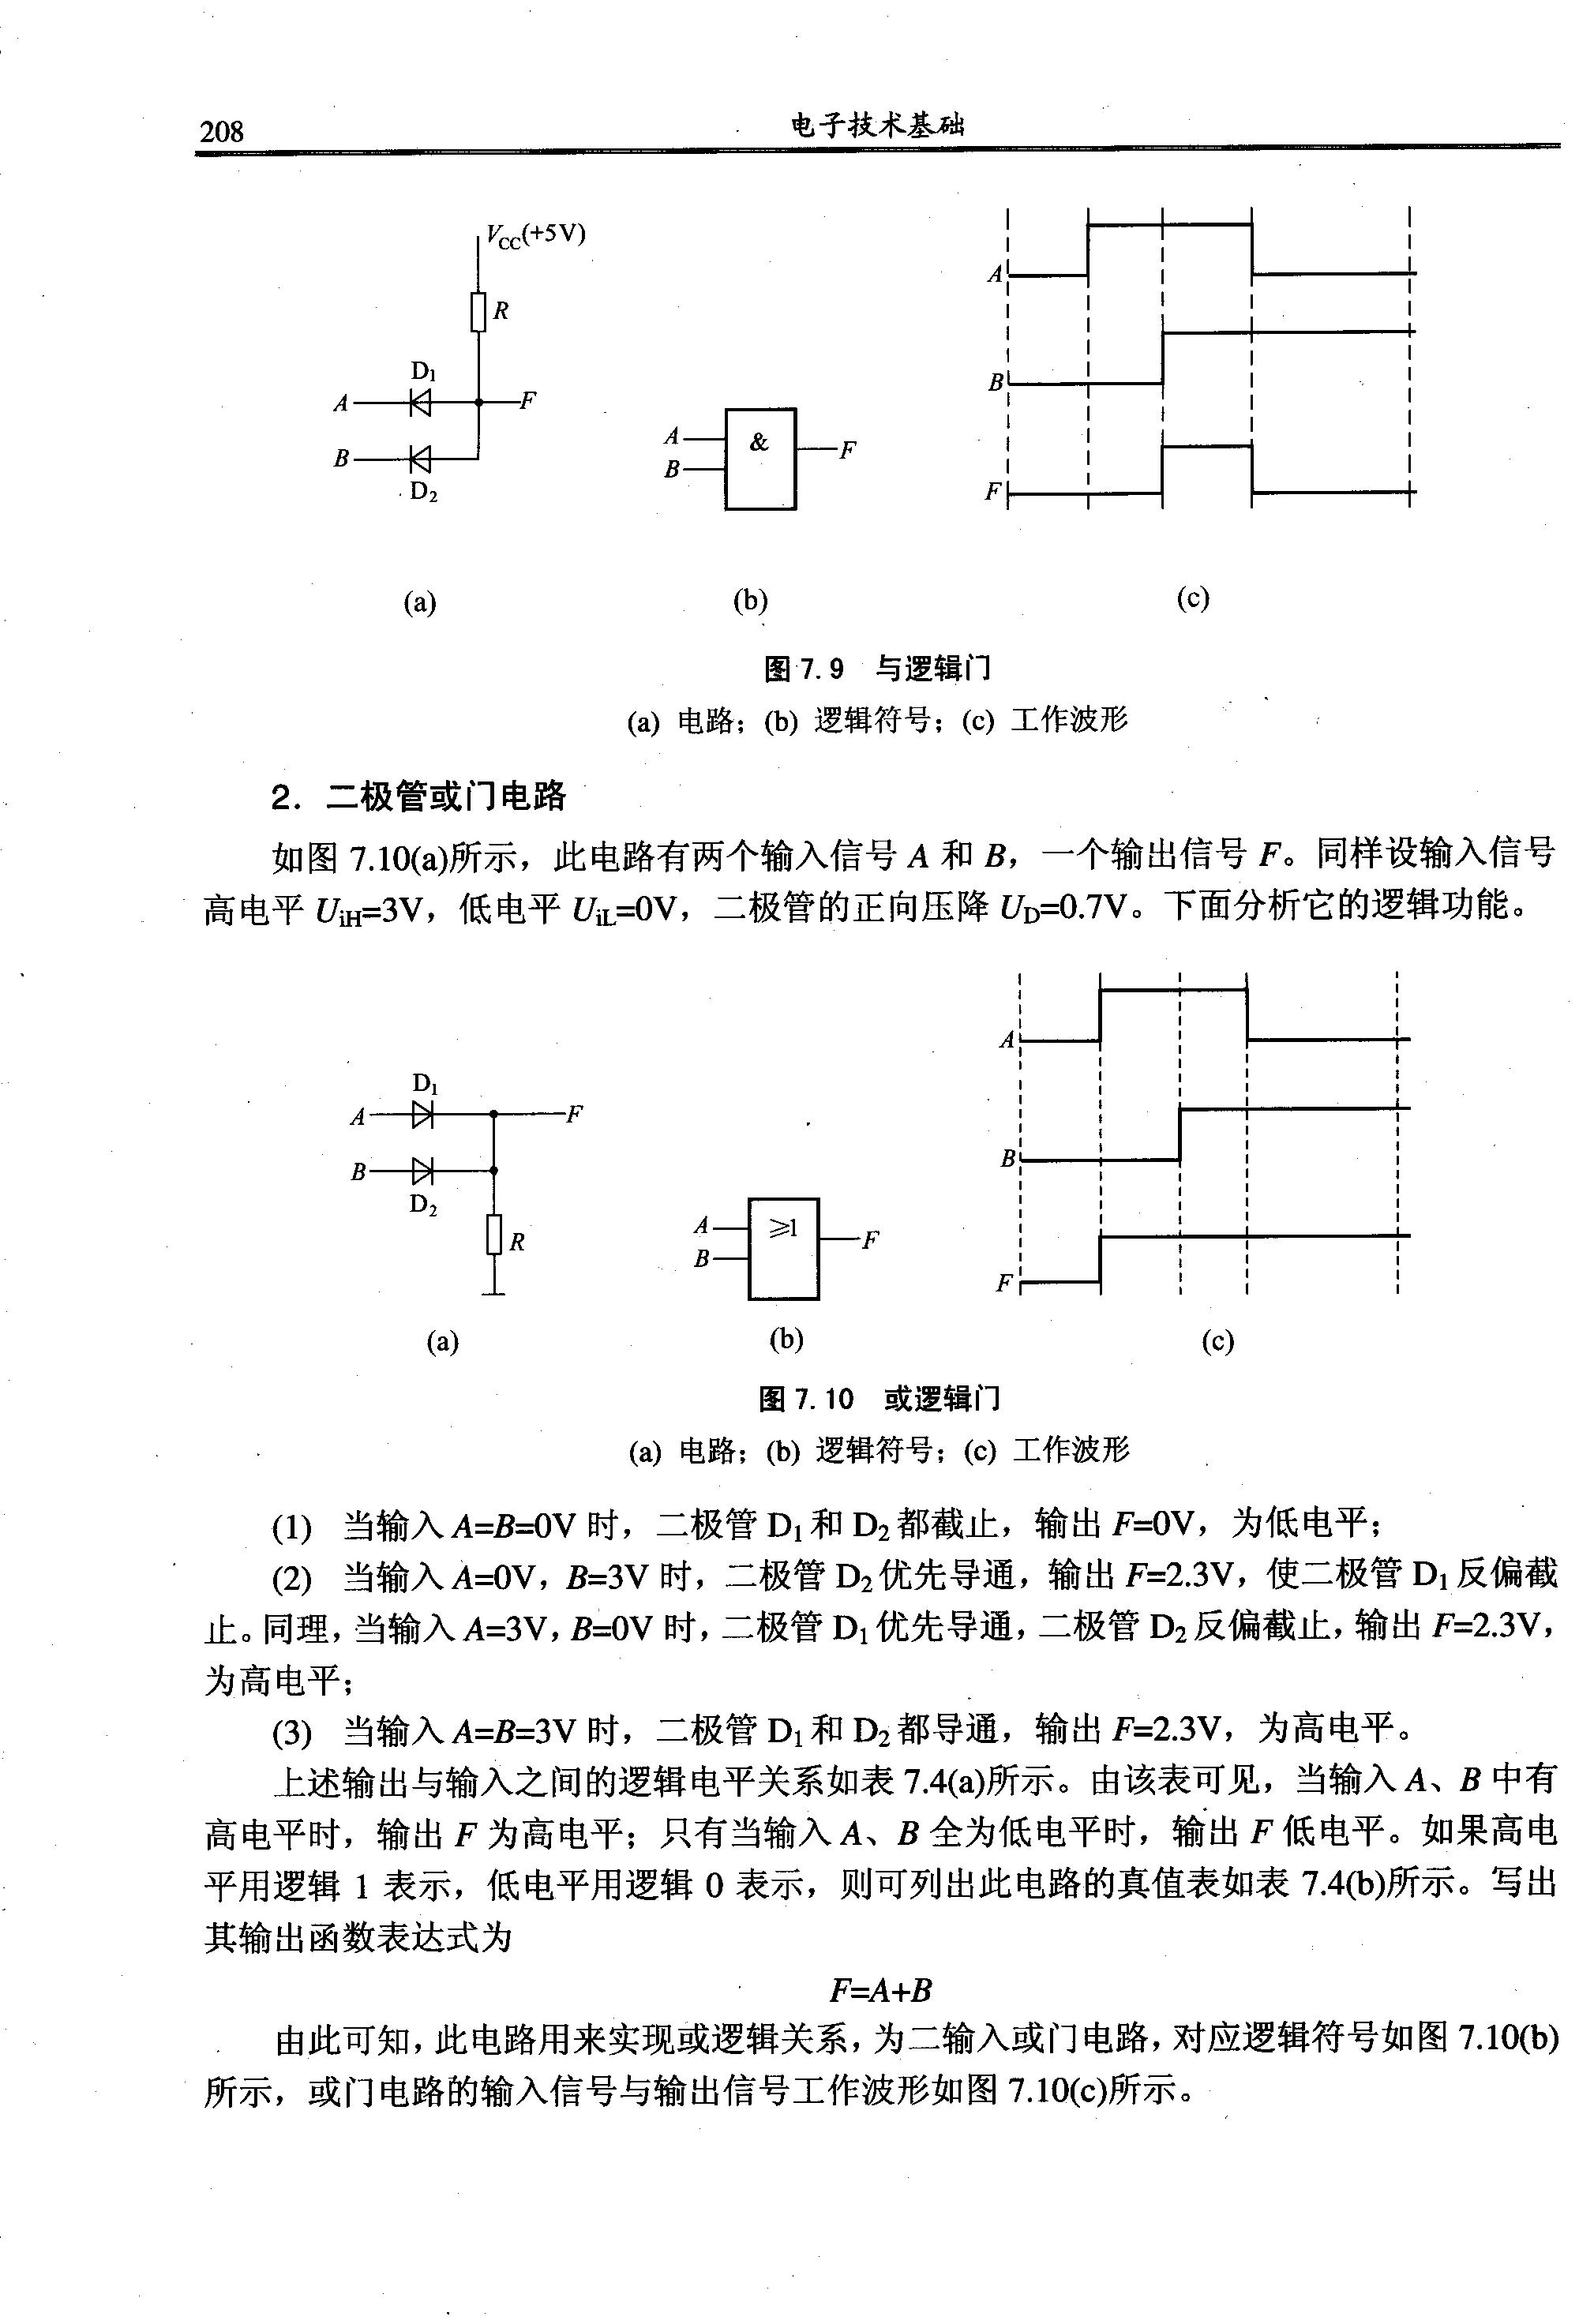 208
电子技术基础
VCC(+5V)
R
D1
A
F
B
D2
A
B
&
F
A
B
F
(a)
(b)
(c)
图 7.9 与逻辑门
(a) 电路；(b) 逻辑符号；(c) 工作波形
2. 二极管或门电路
如图 7.10(a)所示，此电路有两个输入信号 A 和 B，一个输出信号 F。同样设输入信号
高电平 UiH=3V，低电平 UiL=0V，二极管的正向压降 UD=0.7V。下面分析它的逻辑功能。
D1
A
F
B
D2
R
A
B
≥1
F
A
B
F
(a)
(b)
(c)
图 7.10 或逻辑门
(a) 电路；(b) 逻辑符号；(c) 工作波形
(1) 当输入 A=B=0V 时，二极管 D1 和 D2 都截止，输出 F=0V，为低电平；
(2) 当输入 A=0V，B=3V 时，二极管 D2 优先导通，输出 F=2.3V，使二极管 D1 反偏截
止。同理，当输入 A=3V，B=0V 时，二极管 D1 优先导通，二极管 D2 反偏截止，输出 F=2.3V，
为高电平；
(3) 当输入 A=B=3V 时，二极管 D1 和 D2 都导通，输出 F=2.3V，为高电平。
上述输出与输入之间的逻辑电平关系如表 7.4(a)所示。由该表可见，当输入 A、B 中有
高电平时，输出 F 为高电平；只有当输入 A、B 全为低电平时，输出 F 低电平。如果高电
平用逻辑 1 表示，低电平用逻辑 0 表示，则可列出此电路的真值表如表 7.4(b)所示。写出
其输出函数表达式为
F=A+B
由此可知，此电路用来实现或逻辑关系，为二输入或门电路，对应逻辑符号如图 7.10(b)
所示，或门电路的输入信号与输出信号工作波形如图 7.10(c)所示。